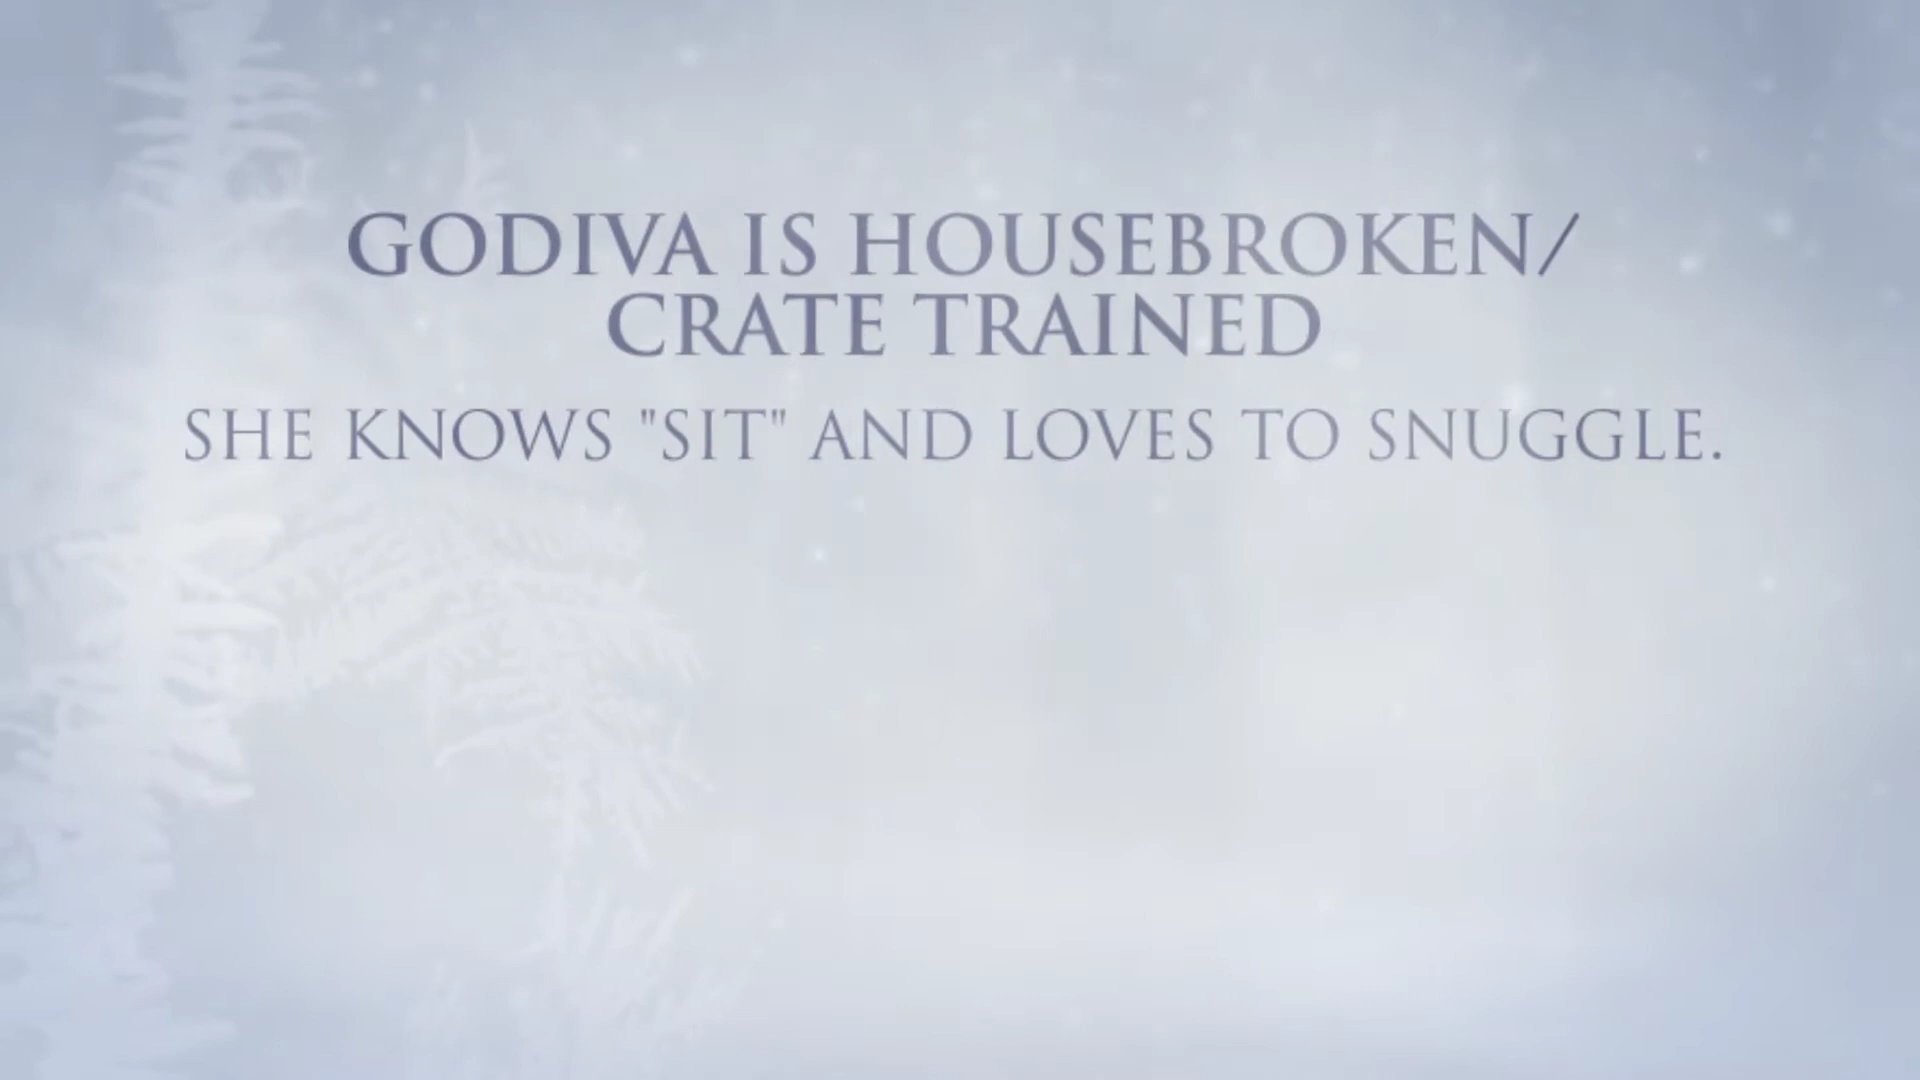 GODIVA IS HOUSEBROKEN/
CRATE TRAINED
SHE KNOWS "SIT" AND LOVES TO SNUGGLE.